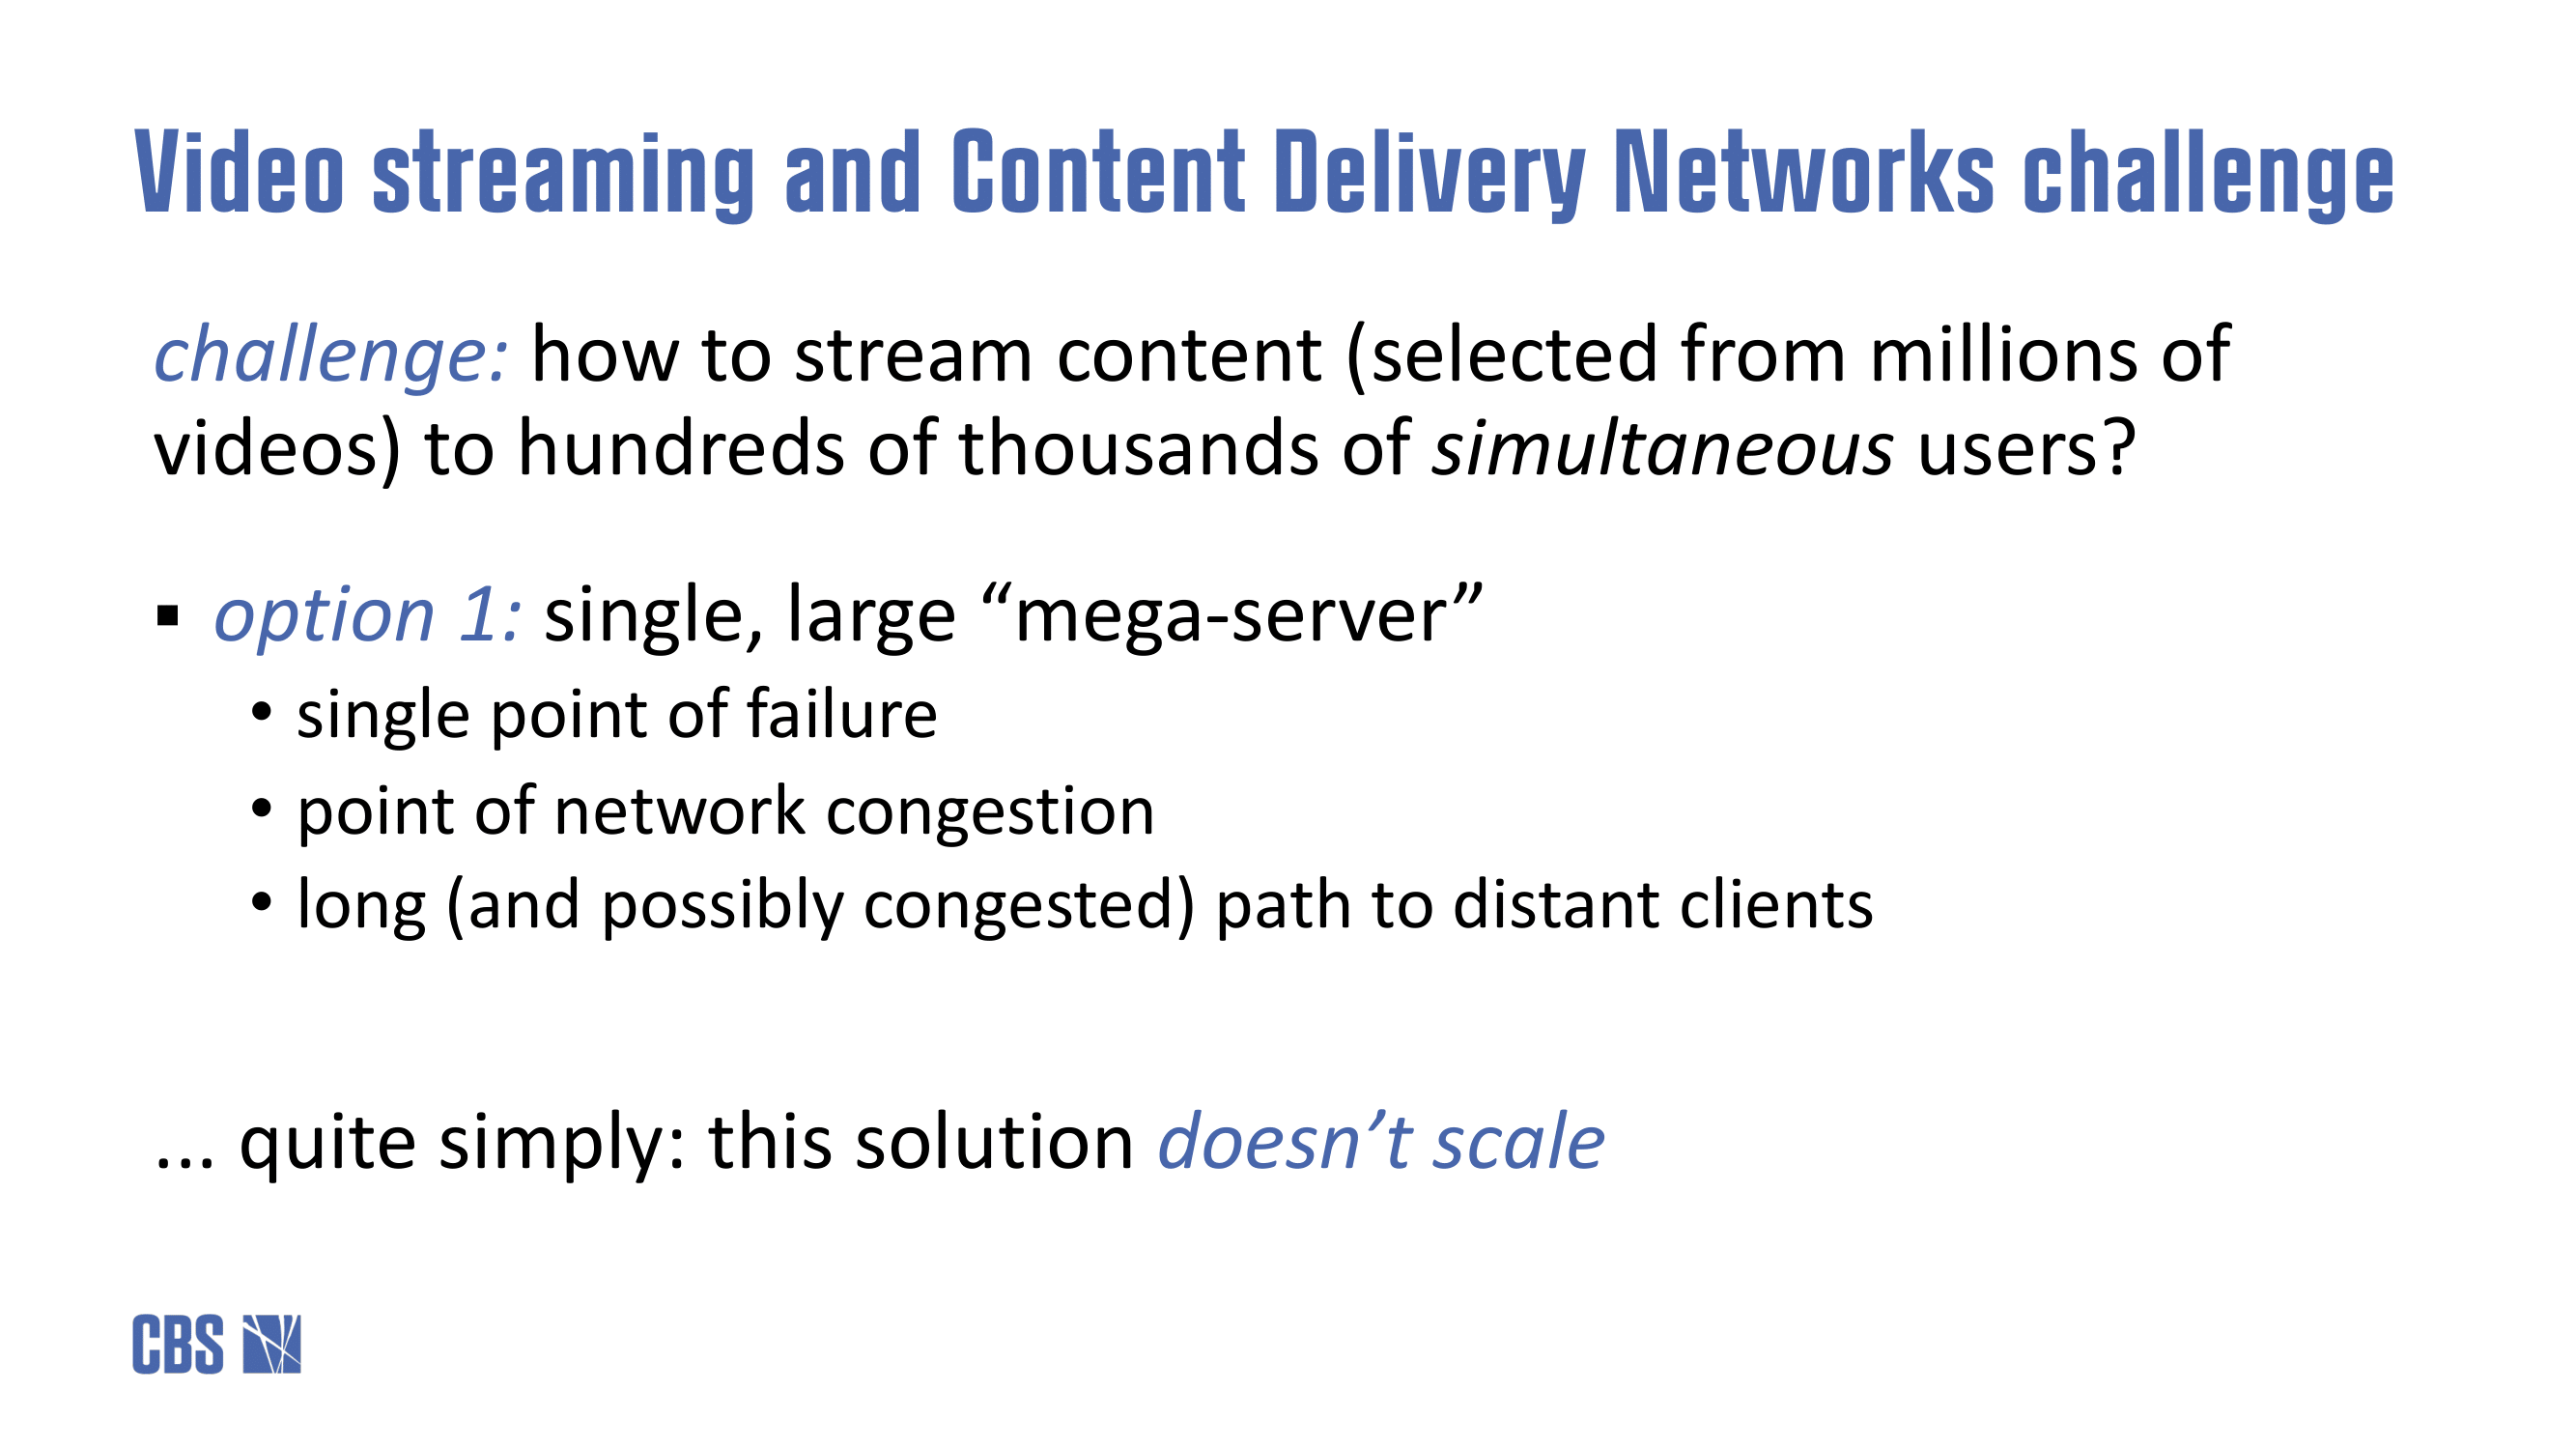 Video streaming and Content Delivery Networks challenge
challenge: how to stream content (selected from millions of
videos) to hundreds of thousands of simultaneous users?
▪ option 1: single, large “mega-server”
• single point of failure
• point of network congestion
• long (and possibly congested) path to distant clients
... quite simply: this solution doesn’t scale
CBS